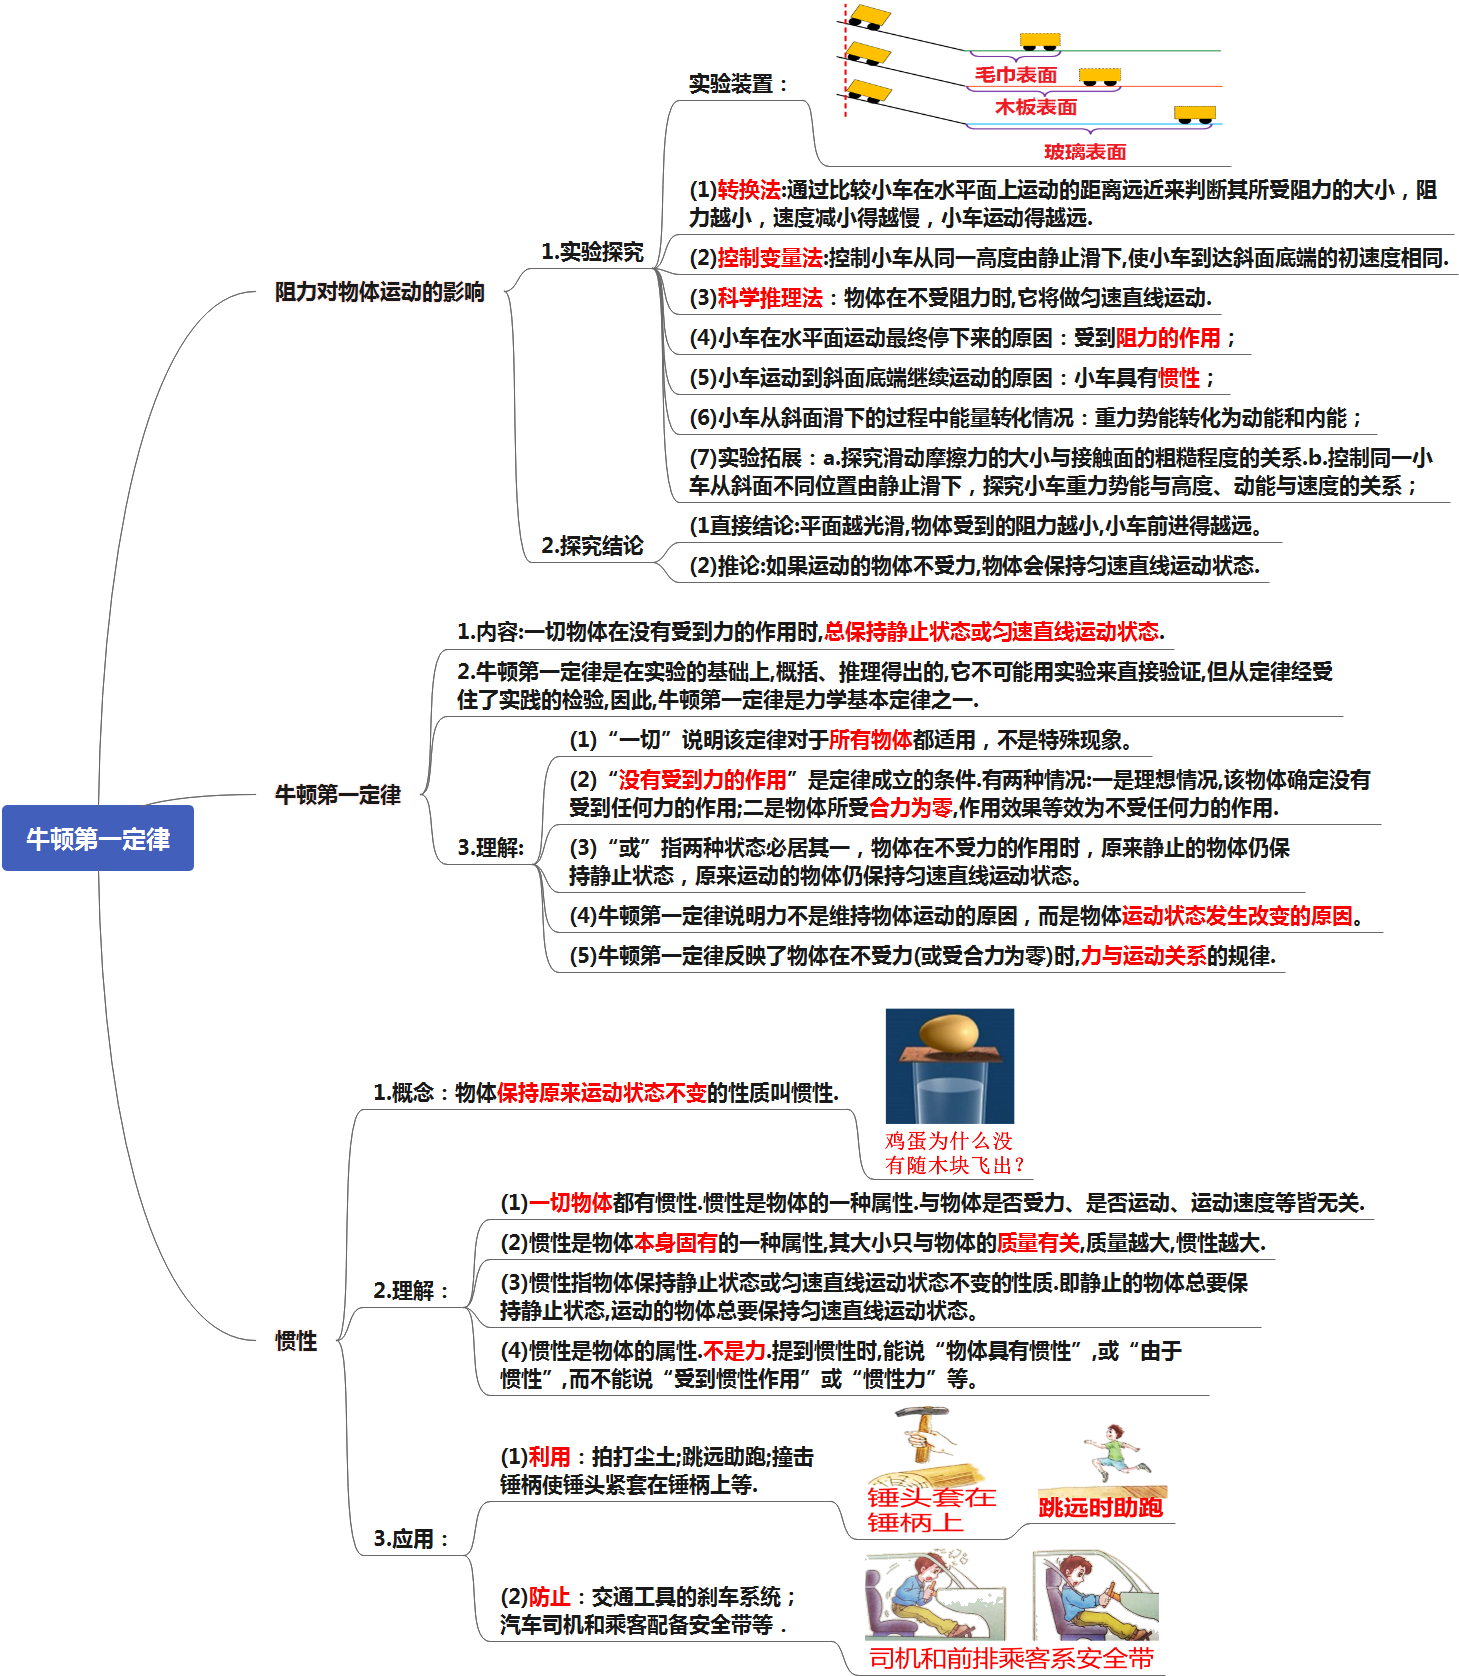 牛顿第一定律
阻力对物体运动的影响
1.实验探究
实验装置：
毛巾表面
木板表面
玻璃表面
(1)转换法:通过比较小车在水平面上运动的距离远近来判断其所受阻力的大小，阻
力越小，速度减小得越慢，小车运动得越远.
(2)控制变量法:控制小车从同一高度由静止滑下,使小车到达斜面底端的初速度相同.
(3)科学推理法：物体在不受阻力时,它将做匀速直线运动.
(4)小车在水平面运动最终停下来的原因：受到阻力的作用；
(5)小车运动到斜面底端继续运动的原因：小车具有惯性；
(6)小车从斜面滑下的过程中能量转化情况：重力势能转化为动能和内能；
(7)实验拓展：a.探究滑动摩擦力的大小与接触面的粗糙程度的关系.b.控制同一小
车从斜面不同位置由静止滑下，探究小车重力势能与高度、动能与速度的关系；
2.探究结论
(1直接结论:平面越光滑,物体受到的阻力越小,小车前进得越远。
(2)推论:如果运动的物体不受力,物体会保持匀速直线运动状态.
牛顿第一定律
1.内容:一切物体在没有受到力的作用时,总保持静止状态或匀速直线运动状态.
2.牛顿第一定律是在实验的基础上,概括、推理得出的,它不可能用实验来直接验证,但从定律经受
住了实践的检验,因此,牛顿第一定律是力学基本定律之一.
3.理解:
(1)“一切”说明该定律对于所有物体都适用，不是特殊现象。
(2)“没有受到力的作用”是定律成立的条件.有两种情况:一是理想情况,该物体确定没有
受到任何力的作用;二是物体所受合力为零,作用效果等效为不受任何力的作用.
(3)“或”指两种状态必居其一，物体在不受力的作用时，原来静止的物体仍保
持静止状态，原来运动的物体仍保持匀速直线运动状态。
(4)牛顿第一定律说明力不是维持物体运动的原因，而是物体运动状态发生改变的原因。
(5)牛顿第一定律反映了物体在不受力(或受合力为零)时,力与运动关系的规律.
惯性
1.概念：物体保持原来运动状态不变的性质叫惯性.
鸡蛋为什么没
有随木块飞出?
2.理解：
(1)一切物体都有惯性.惯性是物体的一种属性.与物体是否受力、是否运动、运动速度等皆无关.
(2)惯性是物体本身固有的一种属性,其大小只与物体的质量有关,质量越大,惯性越大.
(3)惯性指物体保持静止状态或匀速直线运动状态不变的性质.即静止的物体总要保
持静止状态,运动的物体总要保持匀速直线运动状态。
(4)惯性是物体的属性.不是力.提到惯性时,能说“物体具有惯性”,或“由于
惯性”,而不能说“受到惯性作用”或“惯性力”等。
3.应用：
(1)利用：拍打尘土;跳远助跑;撞击
锤柄使锤头紧套在锤柄上等.
锤头套在
锤柄上
跳远时助跑
(2)防止：交通工具的刹车系统；
汽车司机和乘客配备安全带等．
司机和前排乘客系安全带